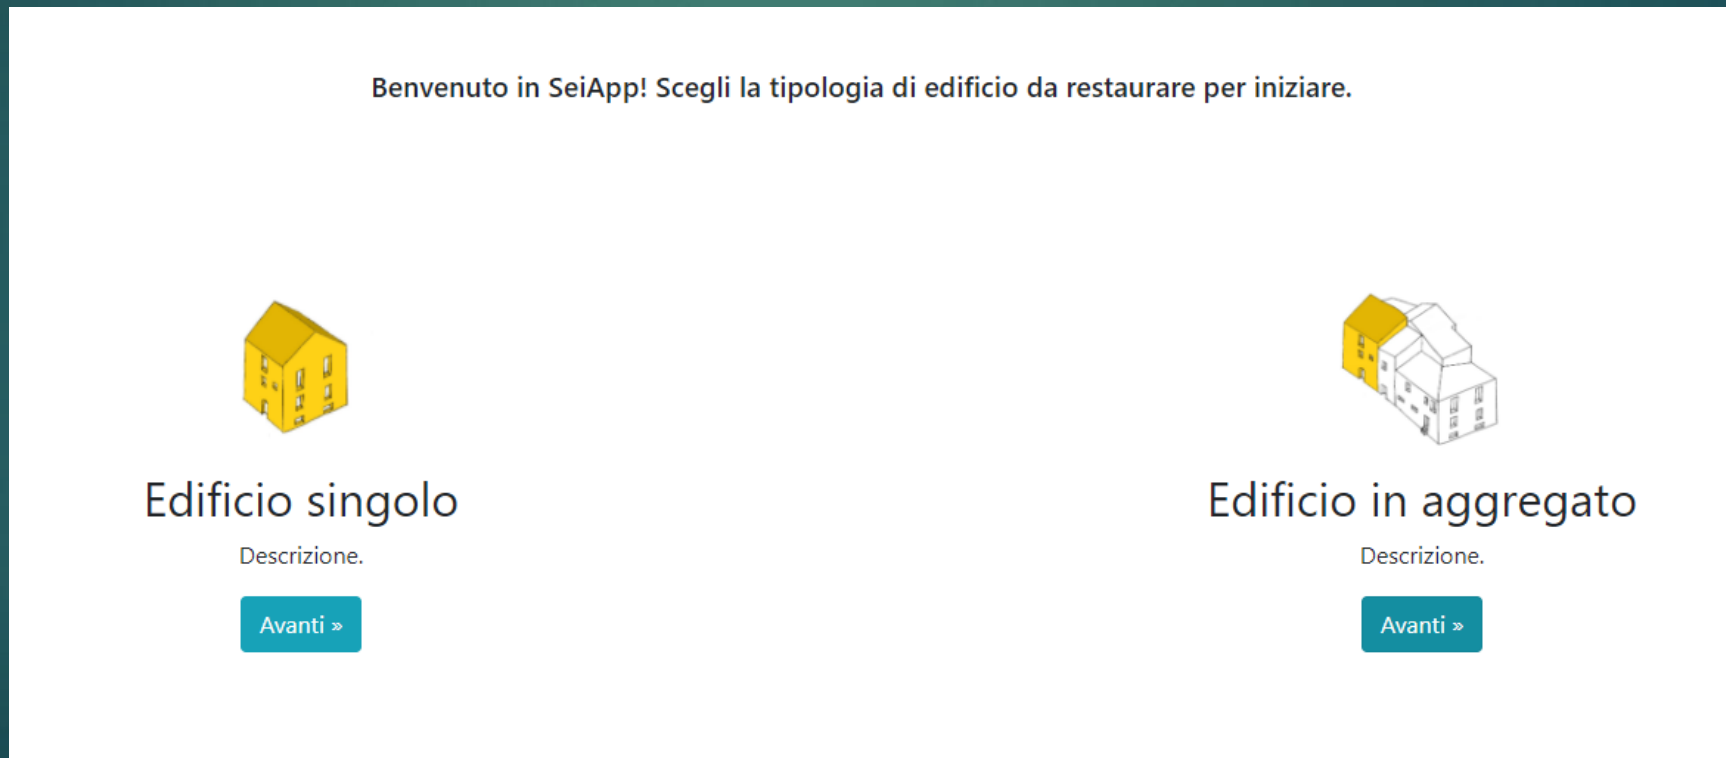 Benvenuto in SeiApp! Scegli la tipologia di edificio da restaurare per iniziare.
Edificio singolo
Descrizione.
Avanti »
Edificio in aggregato
Descrizione.
Avanti »